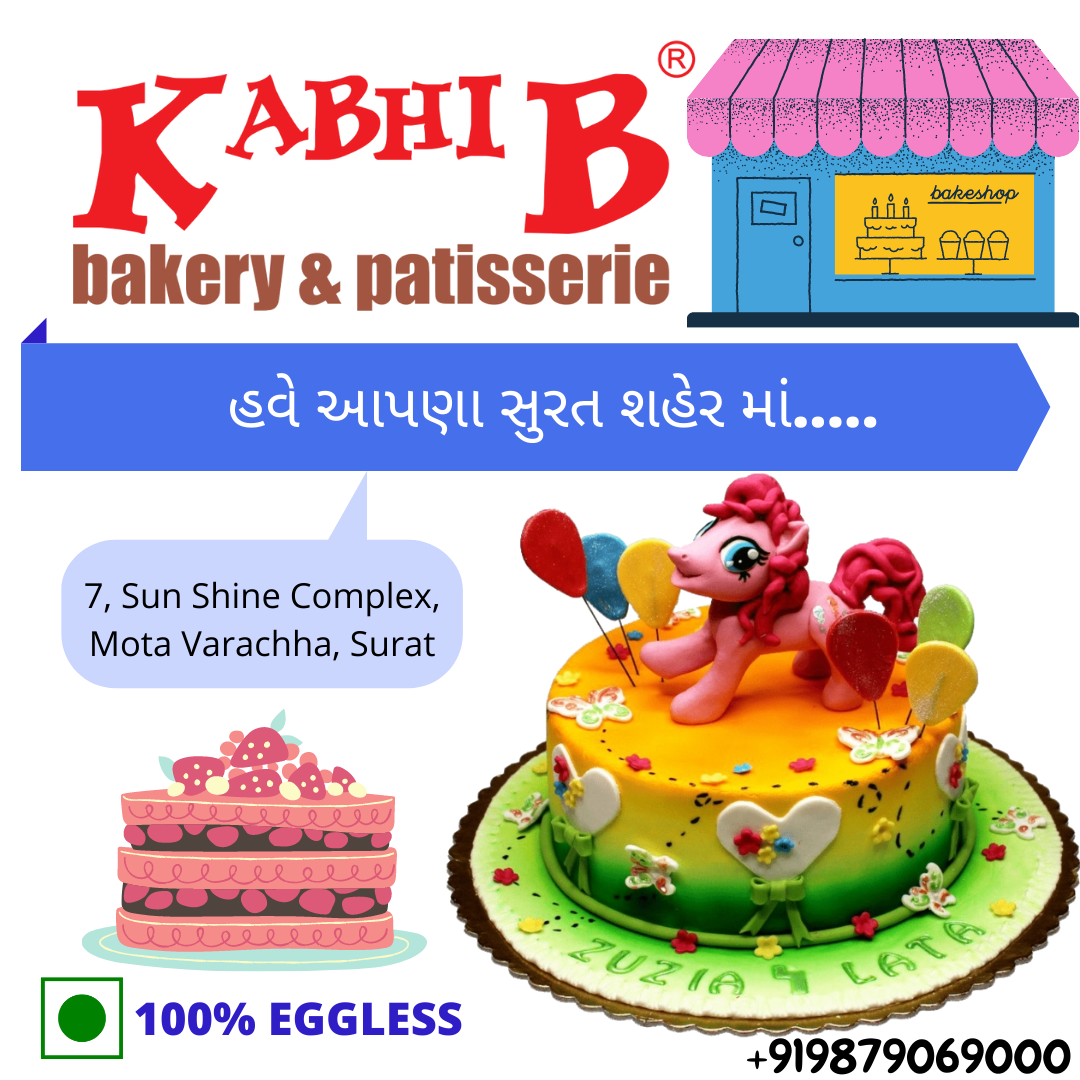 KABHI B®
bakery & patisserie
bakeshop
હવે આપણા સુરત શહેર માં.....
7, Sun Shine Complex,
Mota Varachha, Surat
ZUZIA 4 LATA
100% EGGLESS
+919879069000